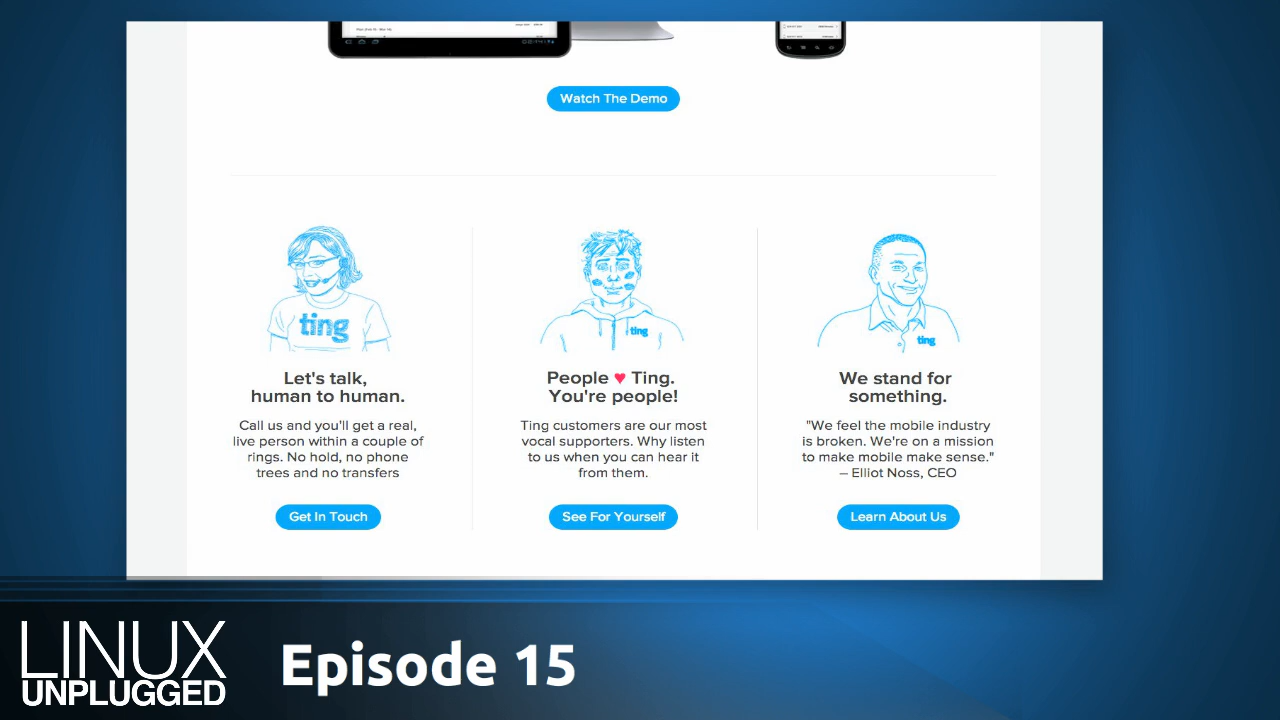 Watch The Demo
ting
ting
ting
Let's talk,
human to human.
Call us and you'll get a real,
live person within a couple of
rings. No hold, no phone
trees and no transfers
Get In Touch
People ♥ Ting.
You're people!
Ting customers are our most
vocal supporters. Why listen
to us when you can hear it
from them.
See For Yourself
We stand for
something.
"We feel the mobile industry
is broken. We're on a mission
to make mobile make sense."
– Elliot Noss, CEO
Learn About Us
LINUX
UNPLUGGED
Episode 15